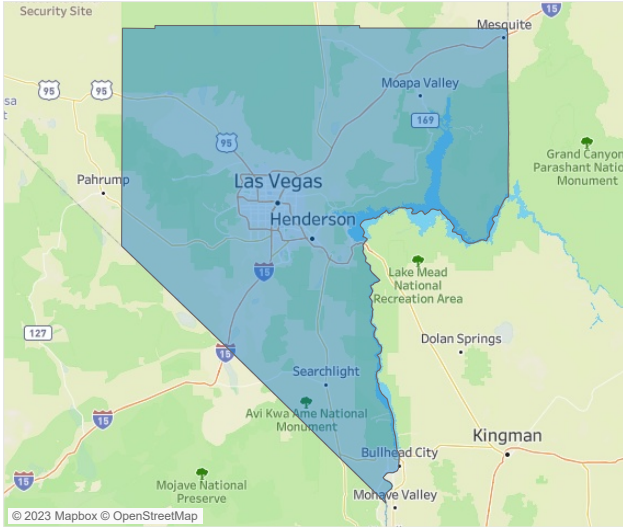 Security Site
15
Mesquite
95
95
Moapa Valley
169
95
Grand Canyon
Parashant Natio
Monument
Pahrump
Las Vegas
Henderson
15
Lake Mead
National
Recreation Area
127
Dolan Springs
15
Searchlight
Avi Kwa Ame National
Monument
15
Kingman
Bullhead City
15
Mojave National
Preserve
Mohave Valley
© 2023 Mapbox © OpenStreetMap